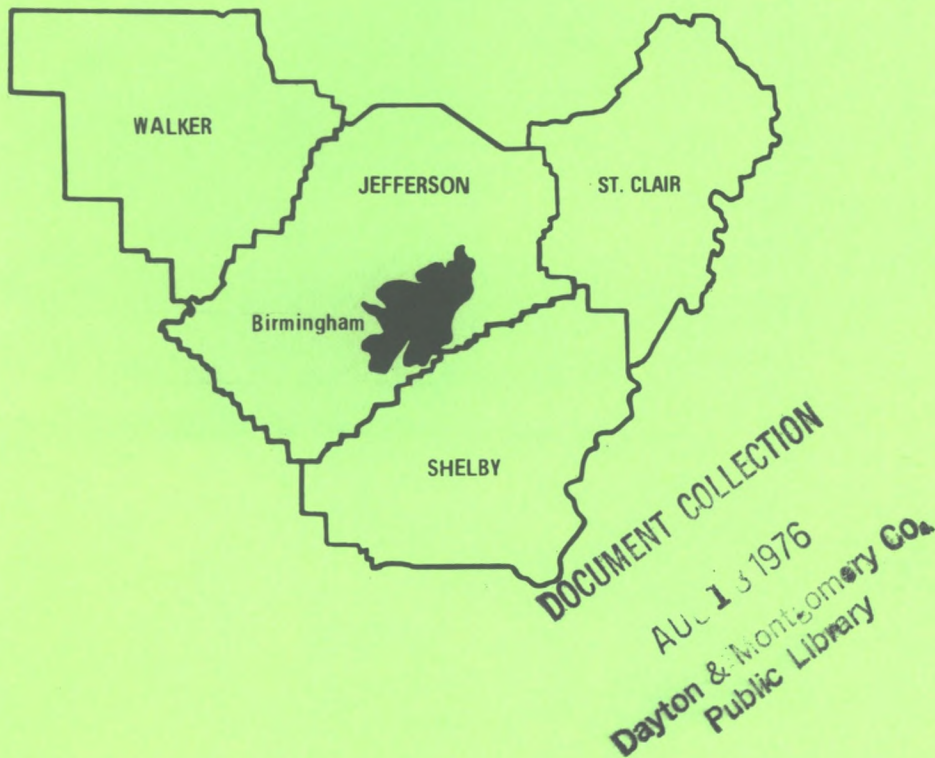 WALKER
JEFFERSON
ST. CLAIR
Birmingham
SHELBY
DOCUMENT COLLECTION
1976
Dayton & Montgomery Co.
Public Library